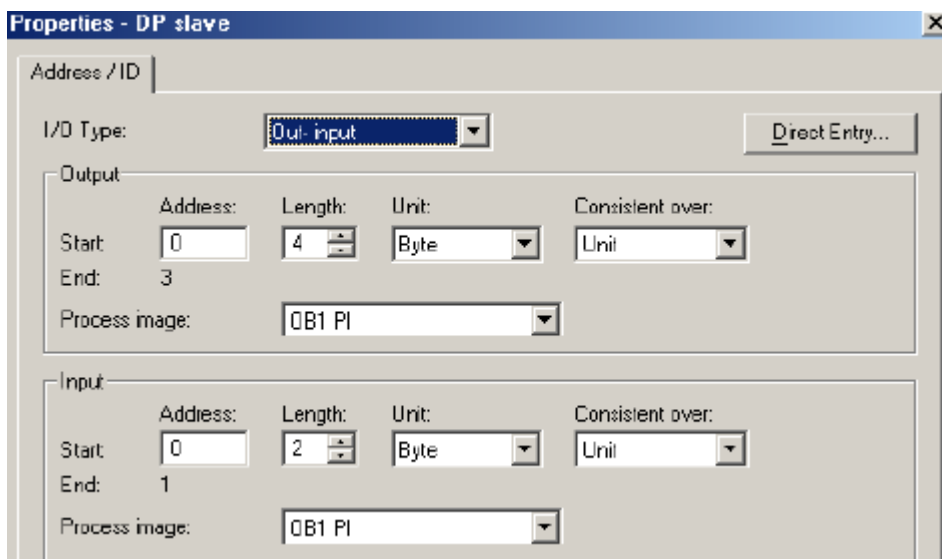 Properties - DP slave
Address / ID
I/O Type: Out- input Direct Entry...
Output
Address: Length: Unit: Consistent over:
Start: 0 4 Byte Unit
End: 3
Process image: OB1 PI
Input
Address: Length: Unit: Consistent over:
Start: 0 2 Byte Unit
End: 1
Process image: OB1 PI